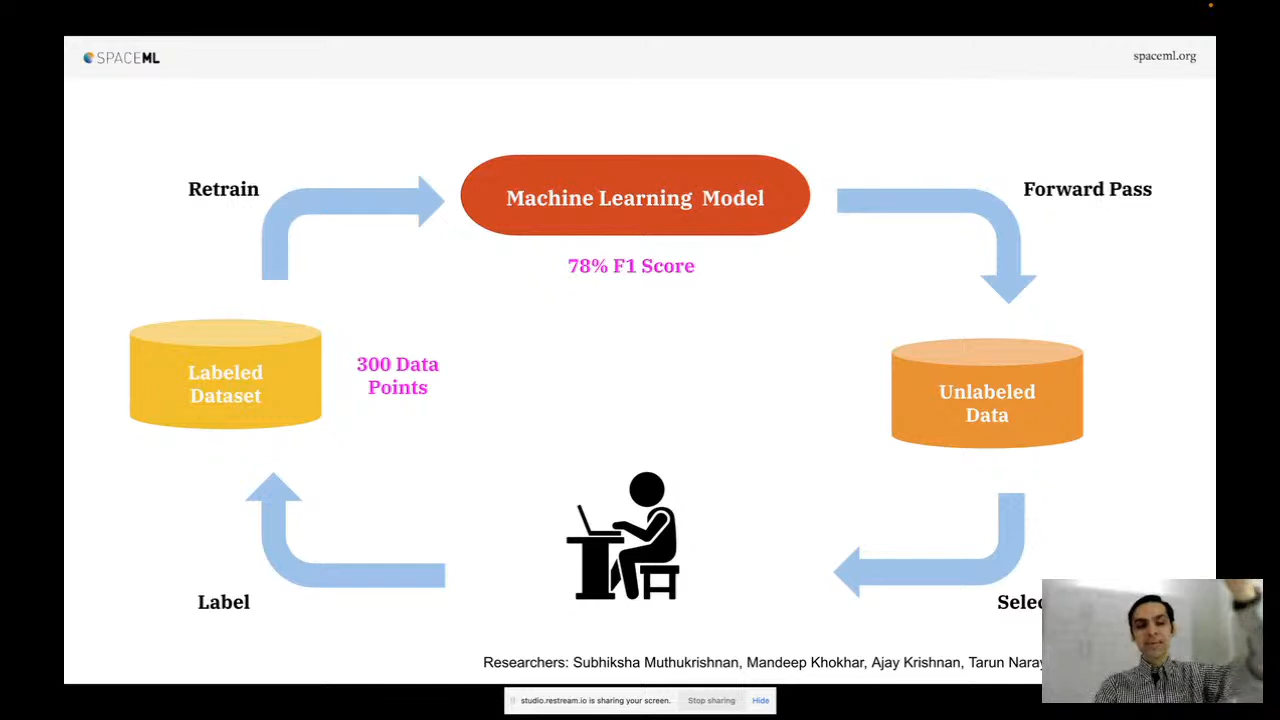 SPACEML
spaceml.org
Retrain
Machine Learning Model
Forward Pass
78% F1 Score
Labeled
Dataset
300 Data
Points
Unlabeled
Data
Label
Researchers: Subhiksha Muthukrishnan, Mandeep Khokhar, Ajay Krishnan, Tarun
studio.restream.io is sharing your screen.
Stop sharing
Hide